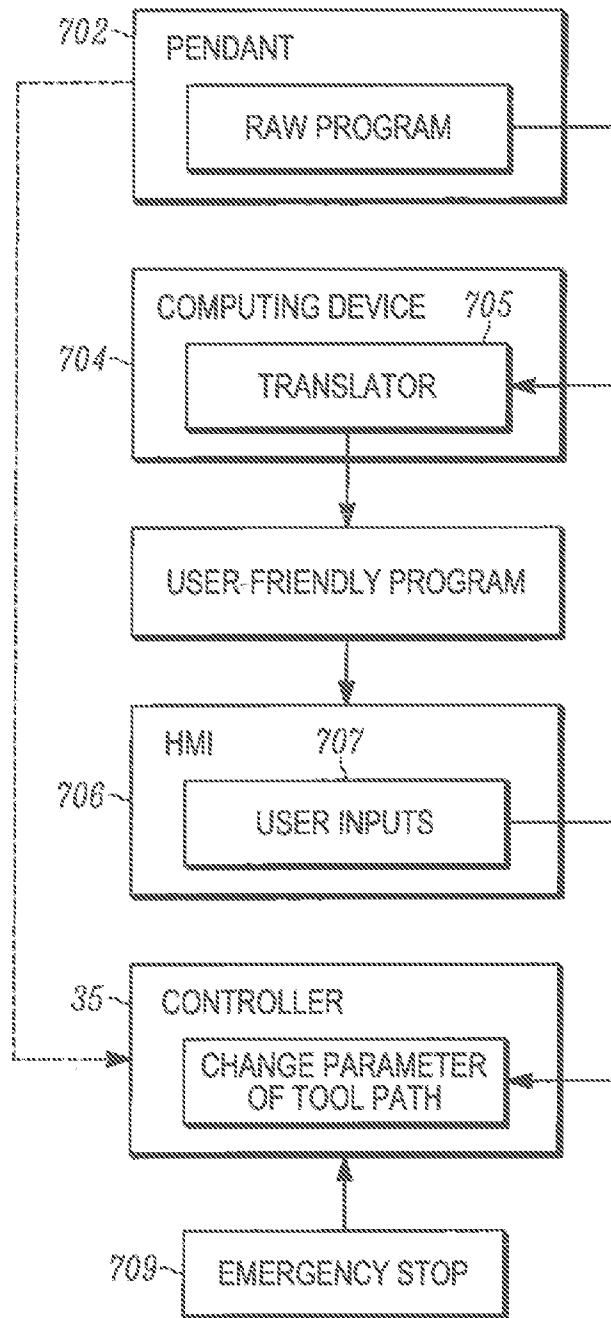 702
PENDANT
RAW PROGRAM
COMPUTING DEVICE
705
704
TRANSLATOR
USER-FRIENDLY PROGRAM
HMI
707
706
USER INPUTS
35
CONTROLLER
CHANGE PARAMETER
OF TOOL PATH
709
EMERGENCY STOP